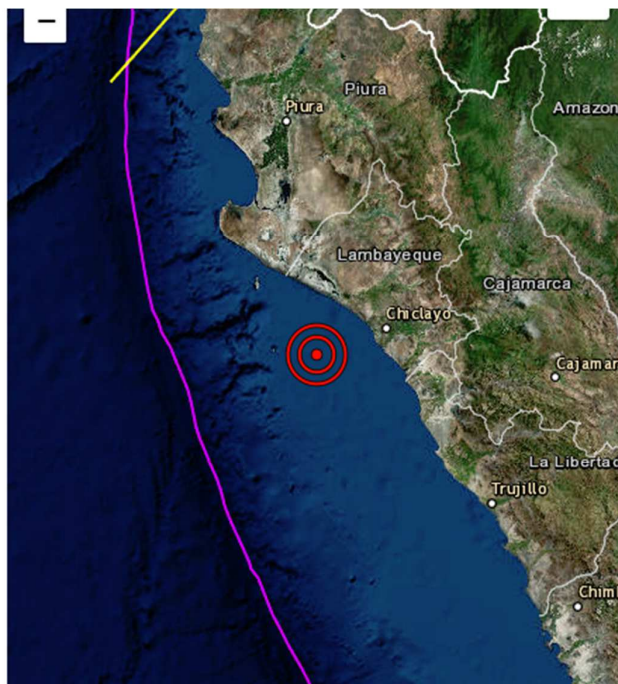 Piura
Piura
Amazon
Lambayeque
Cajamarca
Chiclayo
Cajamar
La Libertad
Trujillo
Chim